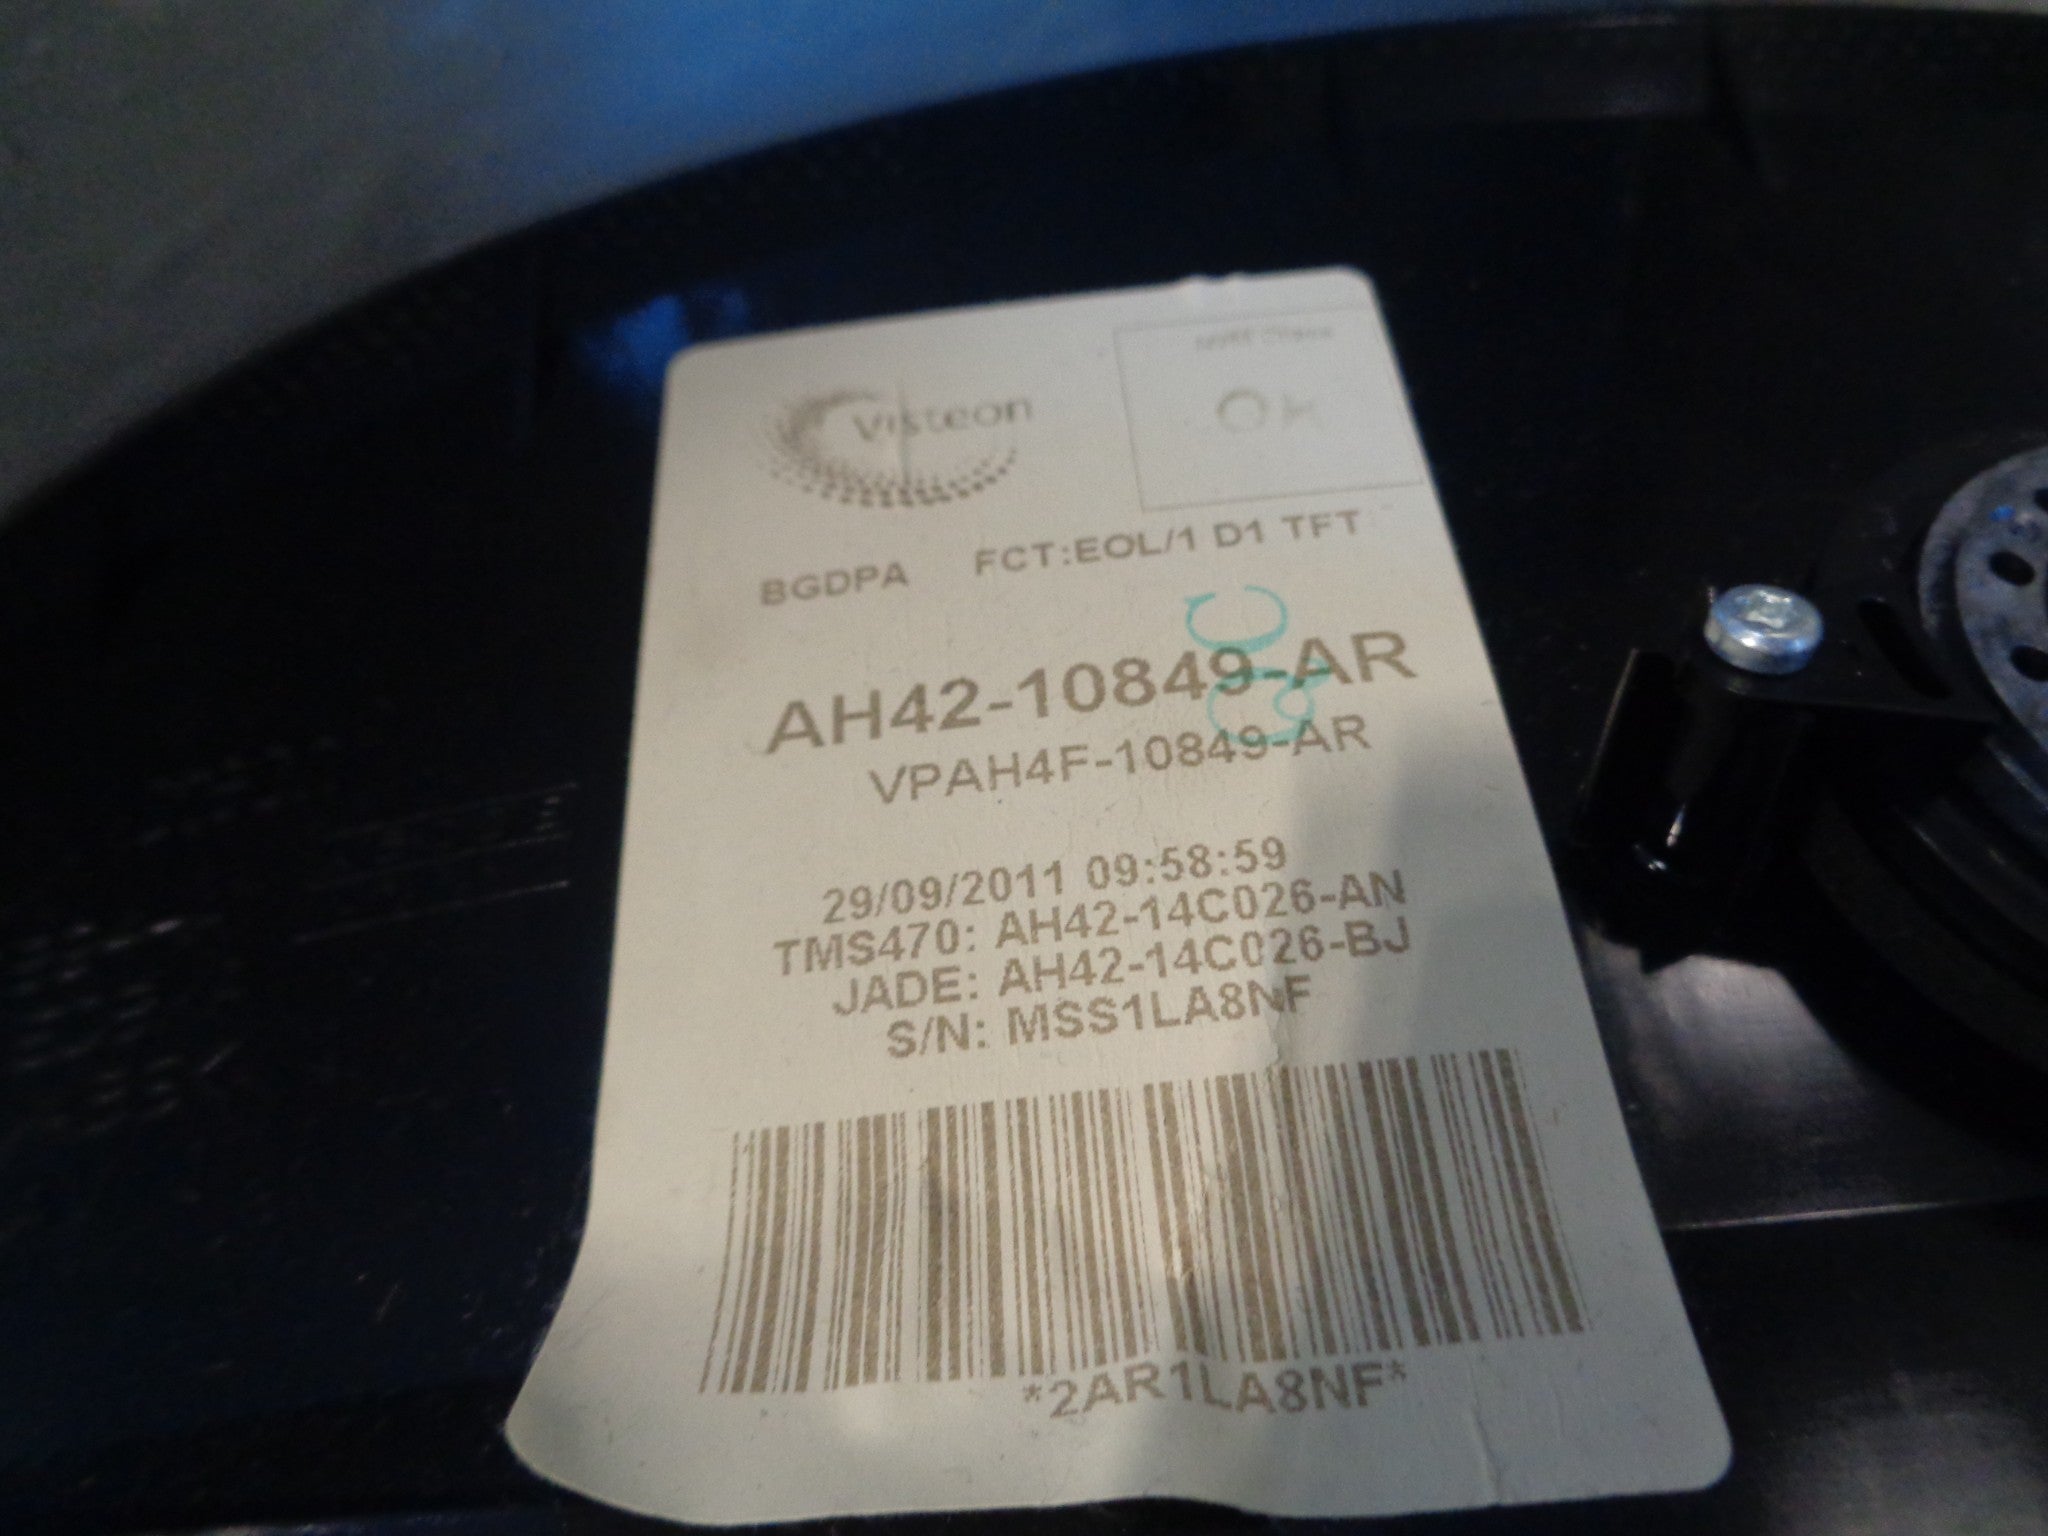 Visteon
Ok
BGDPA FCT:EOL/1 D1 TFT
AH42-10849-AR
VPAH4F-10849-AR
29/09/2011 09:58:59
TMS470: AH42-14C026-AN
JADE: AH42-14C026-BJ
S/N: MSS1LA8NF
*2AR1LA8NF*